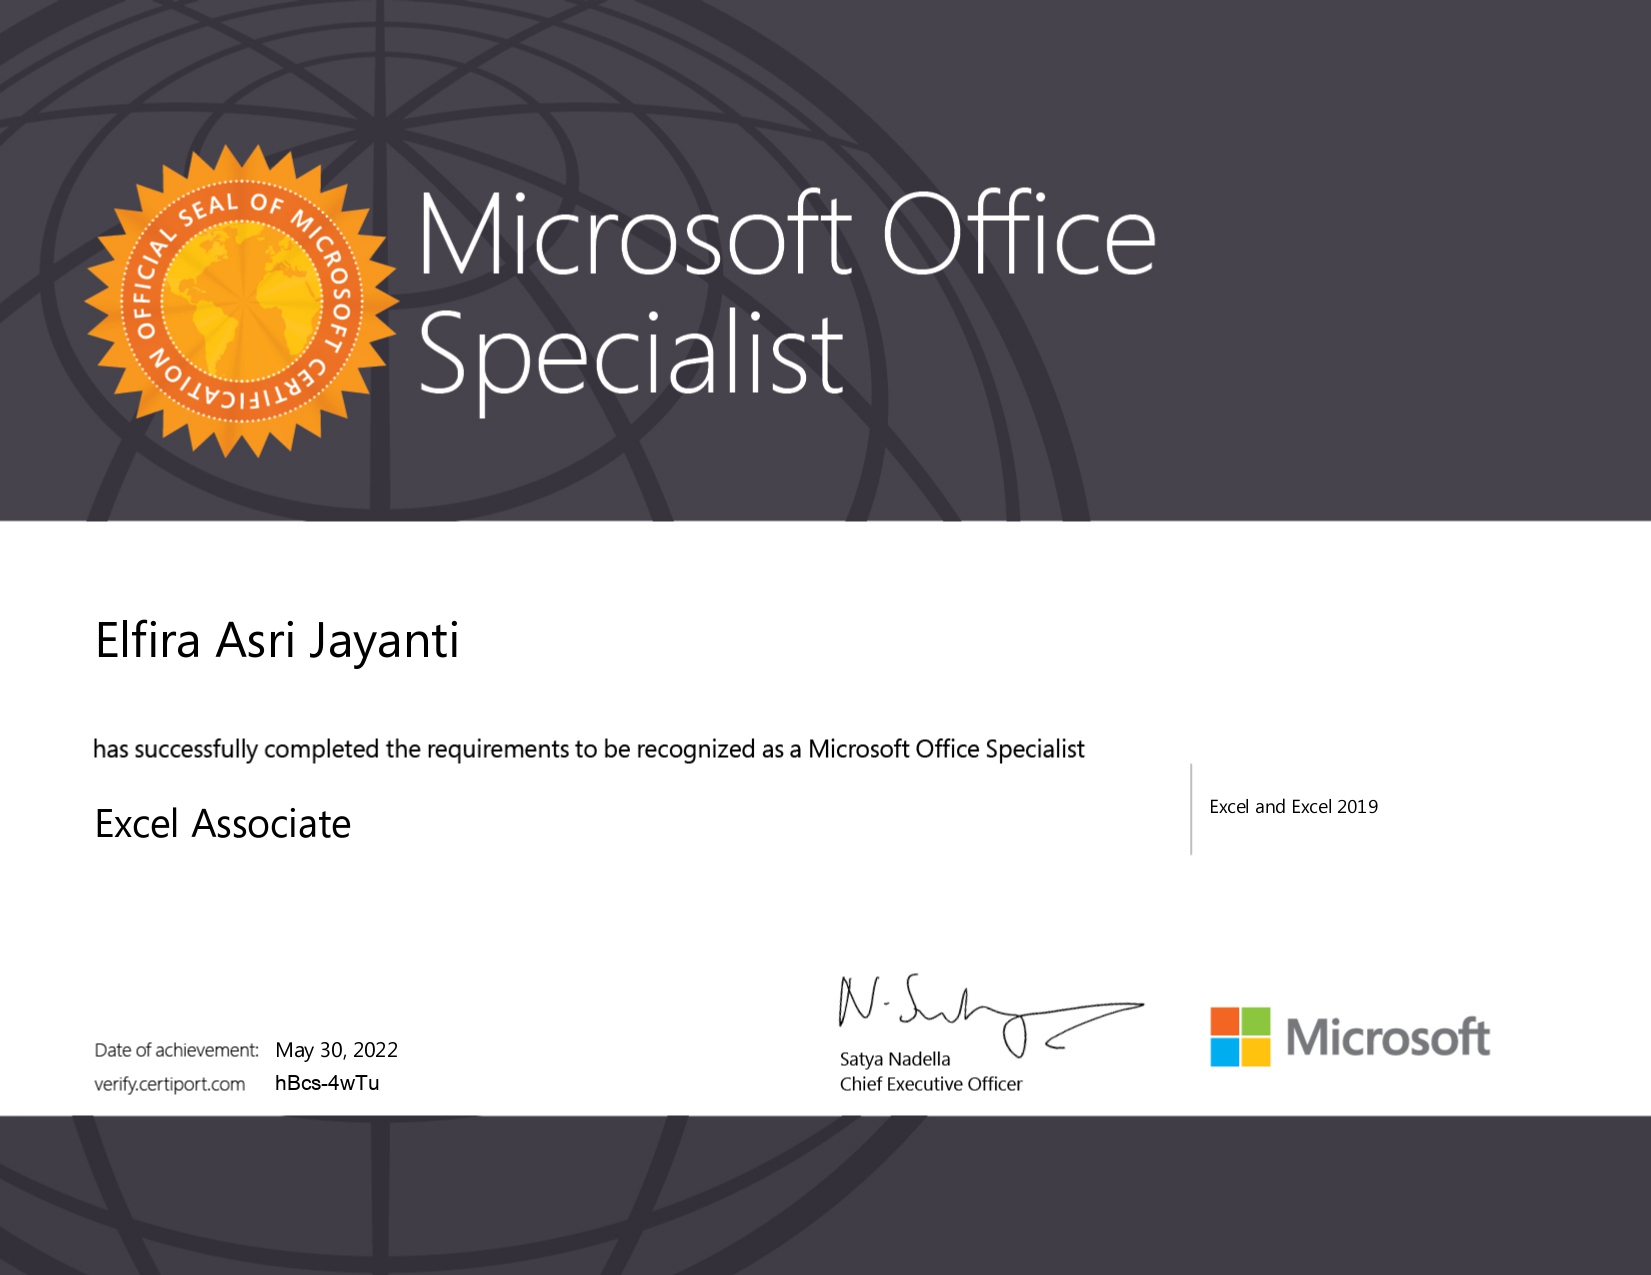 OFFICIAL SEAL OF MICROSOFT CERTIFICATION
Microsoft Office
Specialist
Elfira Asri Jayanti
has successfully completed the requirements to be recognized as a Microsoft Office Specialist
Excel Associate
Excel and Excel 2019
Date of achievement: May 30, 2022
verify.certiport.com hBcs-4wTu
N. Satya
Satya Nadella
Chief Executive Officer
Microsoft